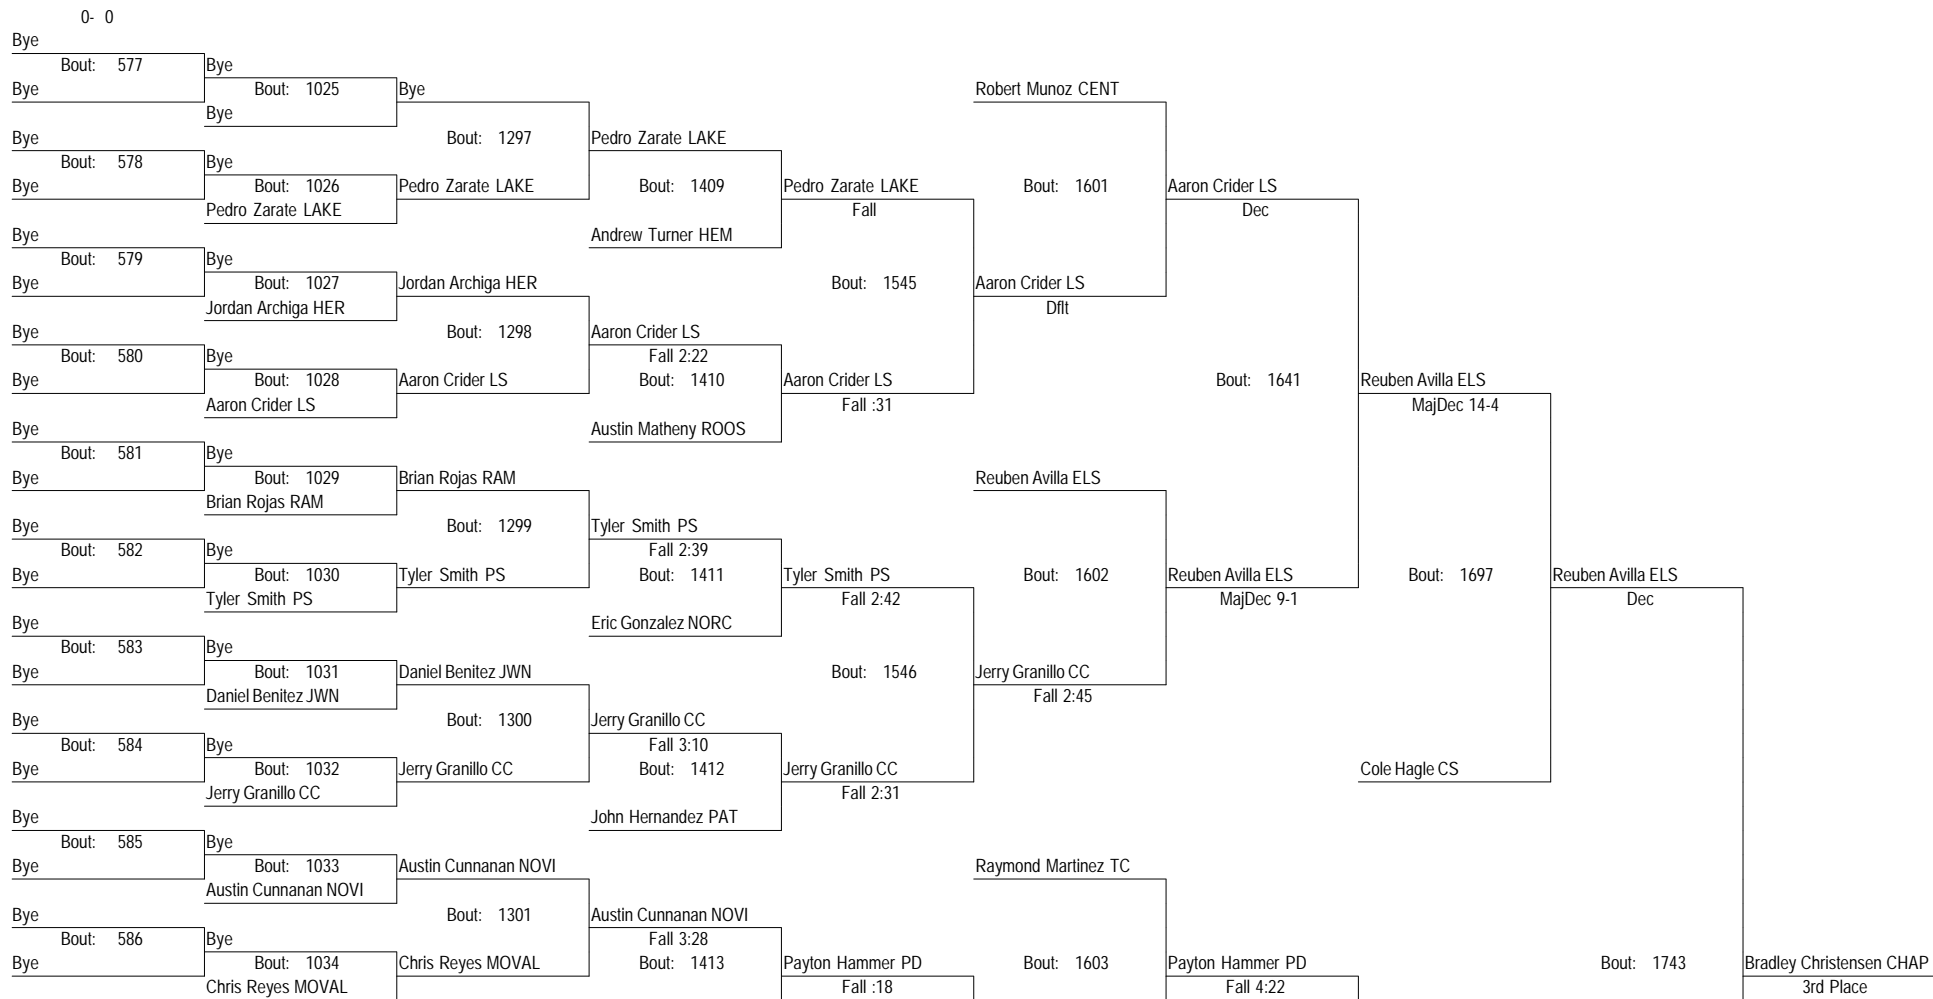 0- 0
Bye
Bout: 577 Bye
Bye Bout: 1025 Bye Robert Munoz CENT
Bye
Bye Bout: 1297 Pedro Zarate LAKE
Bout: 578 Bye
Bye Bout: 1026 Pedro Zarate LAKE Bout: 1409 Pedro Zarate LAKE Bout: 1601 Aaron Crider LS
Pedro Zarate LAKE Fall Dec
Bye Andrew Turner HEM
Bout: 579 Bye
Bye Bout: 1027 Jordan Archiga HER Bout: 1545 Aaron Crider LS
Jordan Archiga HER Dflt
Bye Bout: 1298 Aaron Crider LS
Bout: 580 Bye Fall 2:22
Bye Bout: 1028 Aaron Crider LS Bout: 1410 Aaron Crider LS Bout: 1641 Reuben Avilla ELS
Aaron Crider LS Fall :31 MajDec 14-4
Bye Austin Matheny ROOS
Bout: 581 Bye
Bye Bout: 1029 Brian Rojas RAM Reuben Avilla ELS
Brian Rojas RAM
Bye Bout: 1299 Tyler Smith PS
Bout: 582 Bye Fall 2:39
Bye Bout: 1030 Tyler Smith PS Bout: 1411 Tyler Smith PS Bout: 1602 Reuben Avilla ELS Bout: 1697 Reuben Avilla ELS
Tyler Smith PS Fall 2:42 MajDec 9-1 Dec
Bye Eric Gonzalez NORC
Bout: 583 Bye
Bye Bout: 1031 Daniel Benitez JWN Bout: 1546 Jerry Granillo CC
Daniel Benitez JWN Fall 2:45
Bye Bout: 1300 Jerry Granillo CC
Bout: 584 Bye Fall 3:10
Bye Bout: 1032 Jerry Granillo CC Bout: 1412 Jerry Granillo CC Cole Hagle CS
Jerry Granillo CC Fall 2:31
Bye John Hernandez PAT
Bout: 585 Bye
Bye Bout: 1033 Austin Cunnanan NOVI Raymond Martinez TC
Austin Cunnanan NOVI
Bye Bout: 1301 Austin Cunnanan NOVI
Bout: 586 Bye Fall 3:28
Bye Bout: 1034 Chris Reyes MOVAL Bout: 1413 Payton Hammer PD Bout: 1603 Payton Hammer PD Bout: 1743 Bradley Christensen CHAP
Chris Reyes MOVAL Fall :18 Fall 4:22 3rd Place